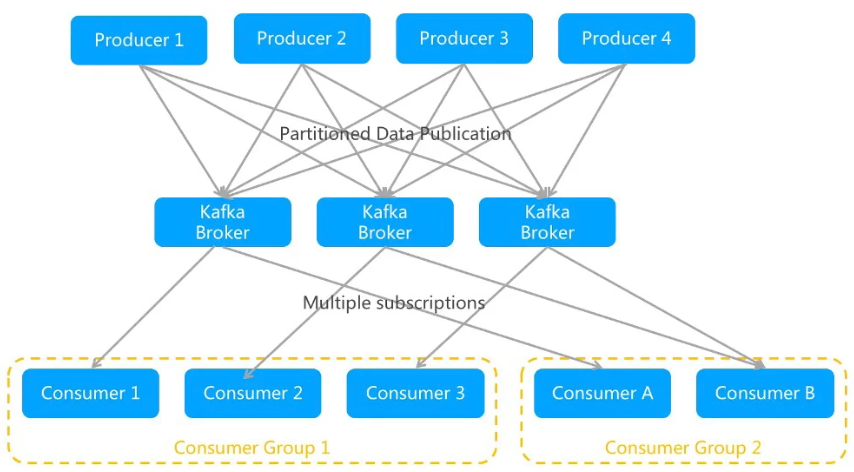 Producer 1
Producer 2
Producer 3
Producer 4
Partitioned Data Publication
Kafka
Broker
Kafka
Broker
Kafka
Broker
Multiple subscriptions
Consumer 1
Consumer 2
Consumer 3
Consumer A
Consumer B
Consumer Group 1
Consumer Group 2